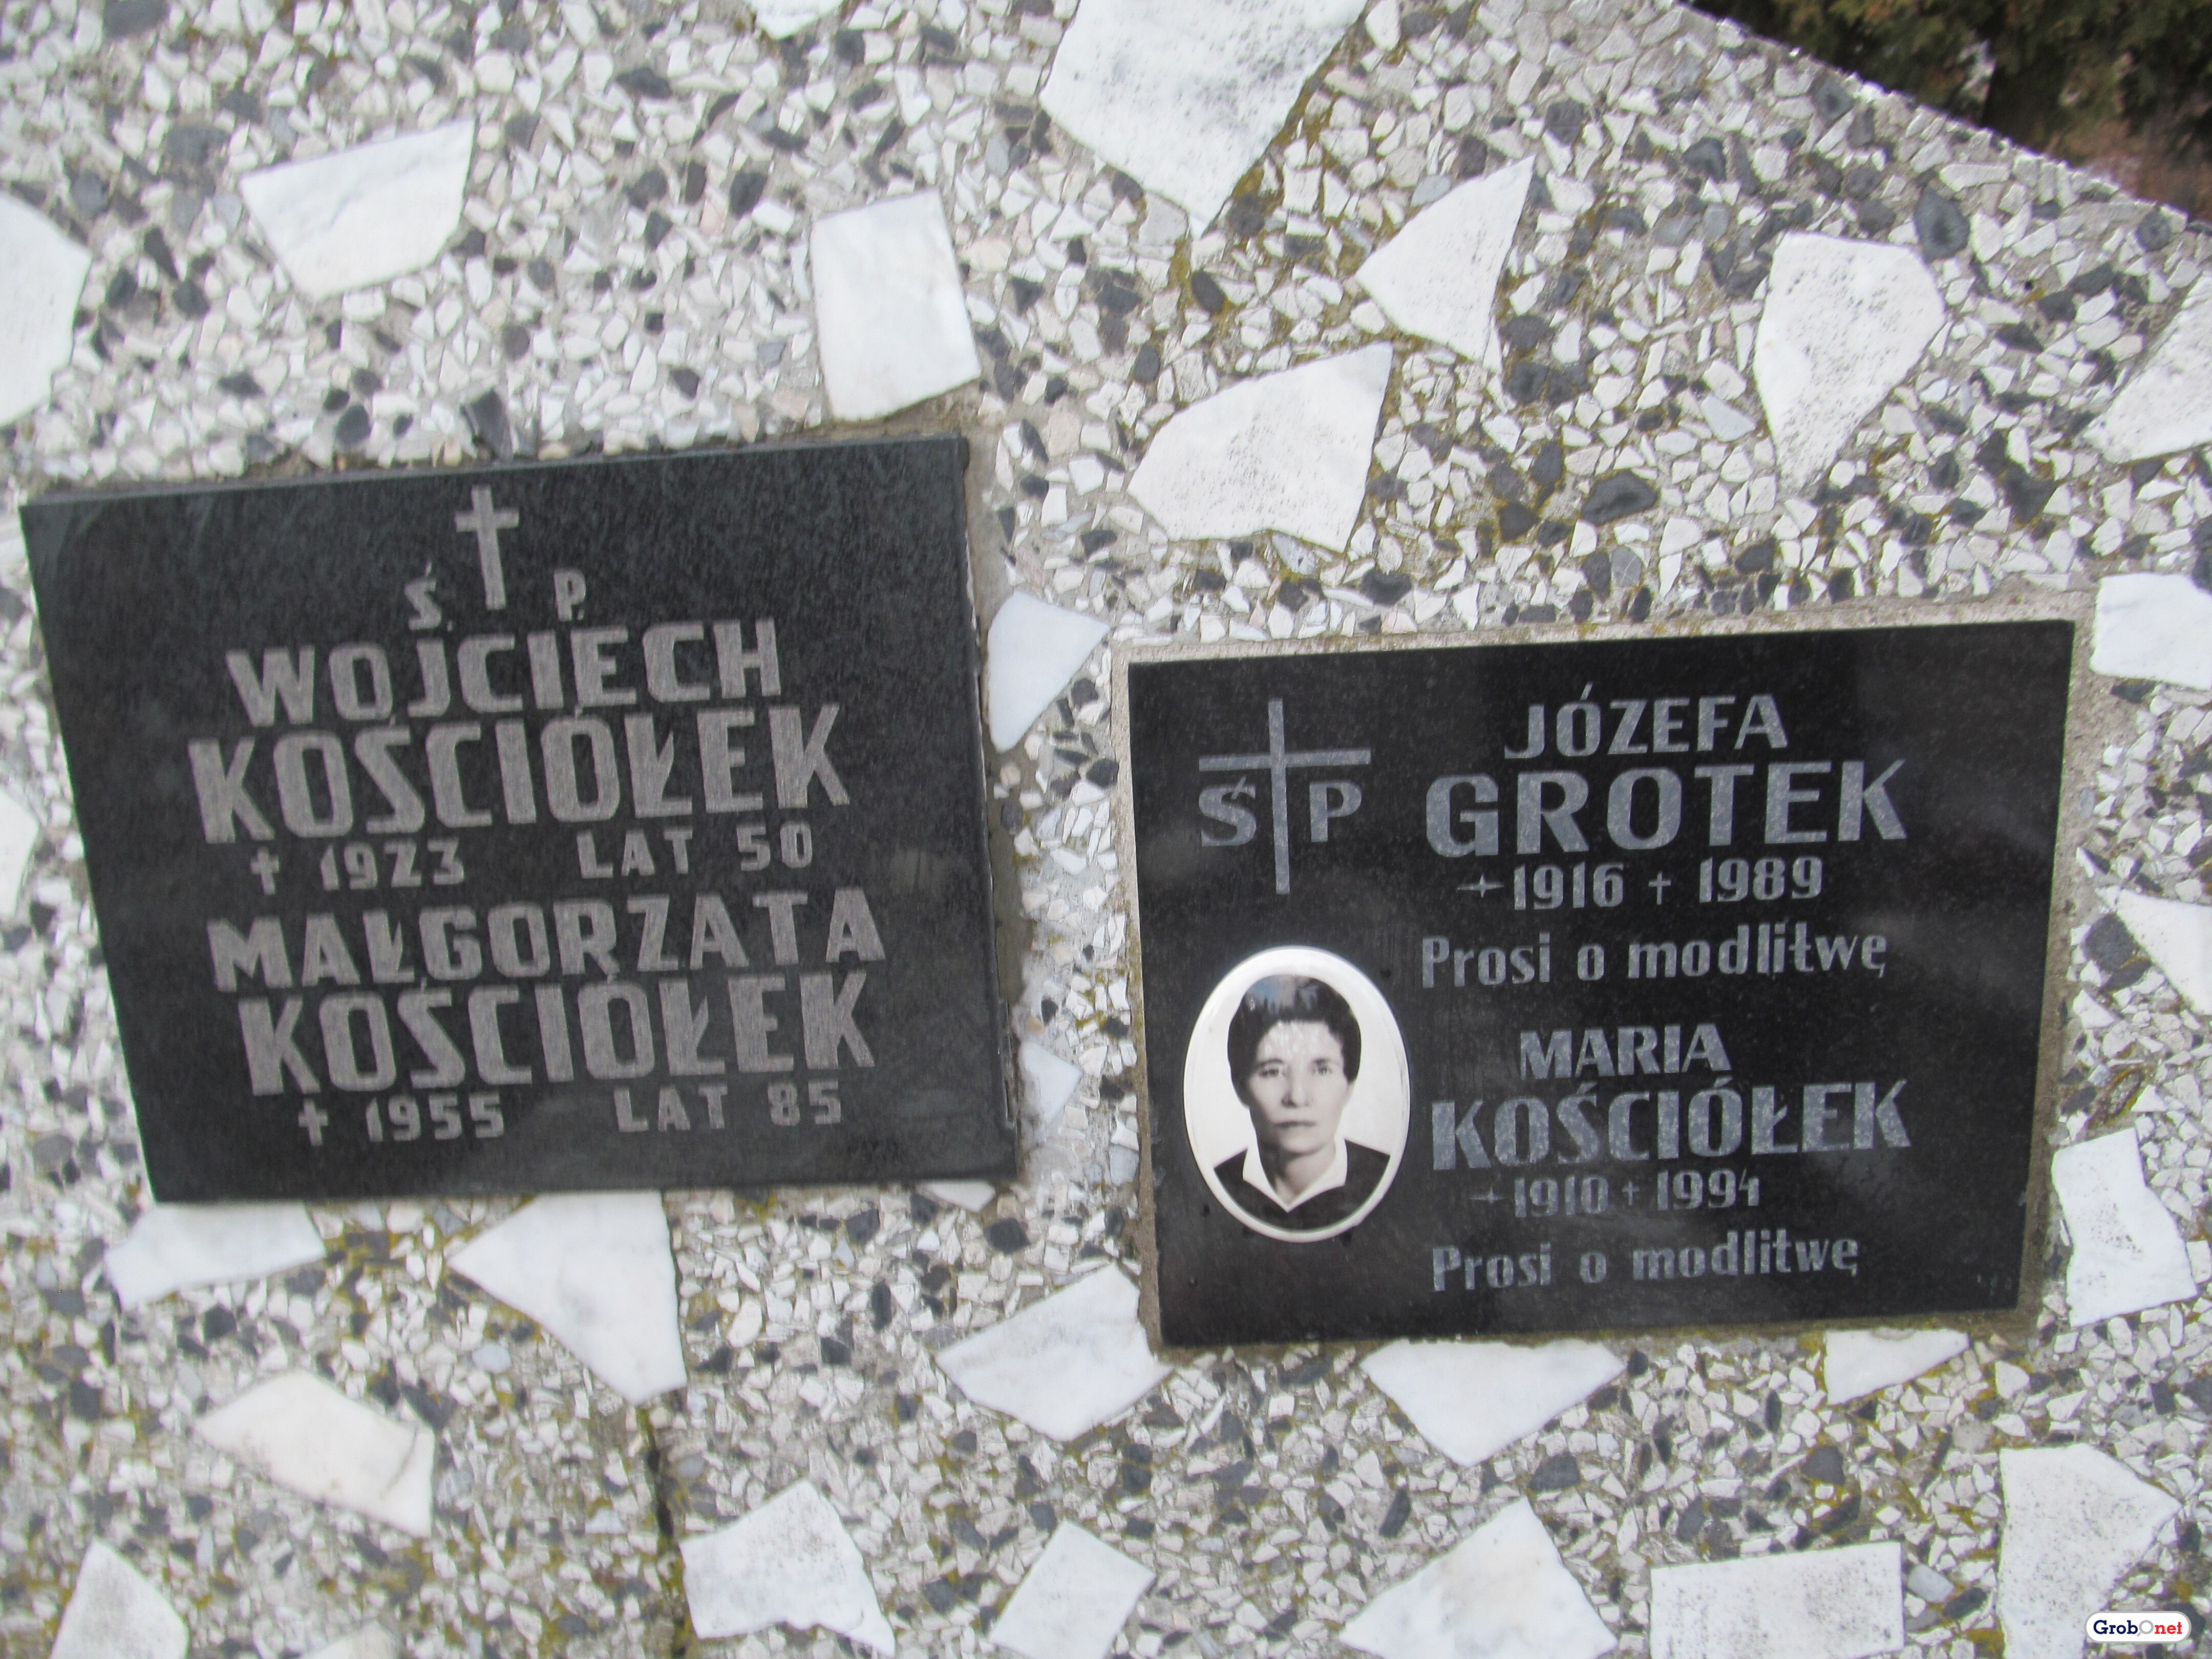 Ś. P.
WOJCIECH
KOŚCIÓŁEK
† 1923 LAT 50
MAŁGORZATA
KOŚCIÓŁEK
† 1955 LAT 85
Ś P
JÓZEFA
GROTEK
1916 † 1989
Prosi o modlitwę
MARIA
KOŚCIÓŁEK
1910 † 1994
Prosi o modlitwę
GrobOnet